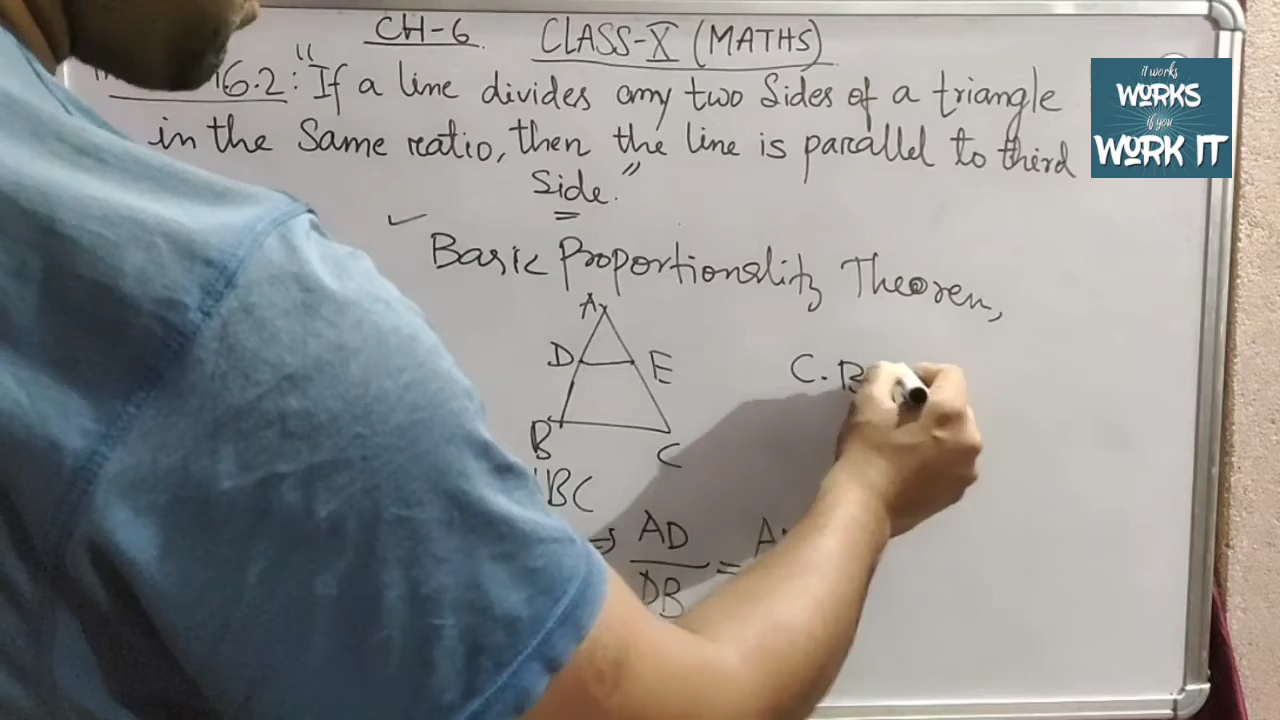 CH-6 CLASS-X (MATHS)
6.2: "If a line divides any two Sides of a triangle
in the Same ratio, then the line is parallel to third
Side."
Basic Proportionality Theorem,
A
D E
B C
BC
⇒ AD
DB
=
C.B
it works
WORKS
if you
WORK IT